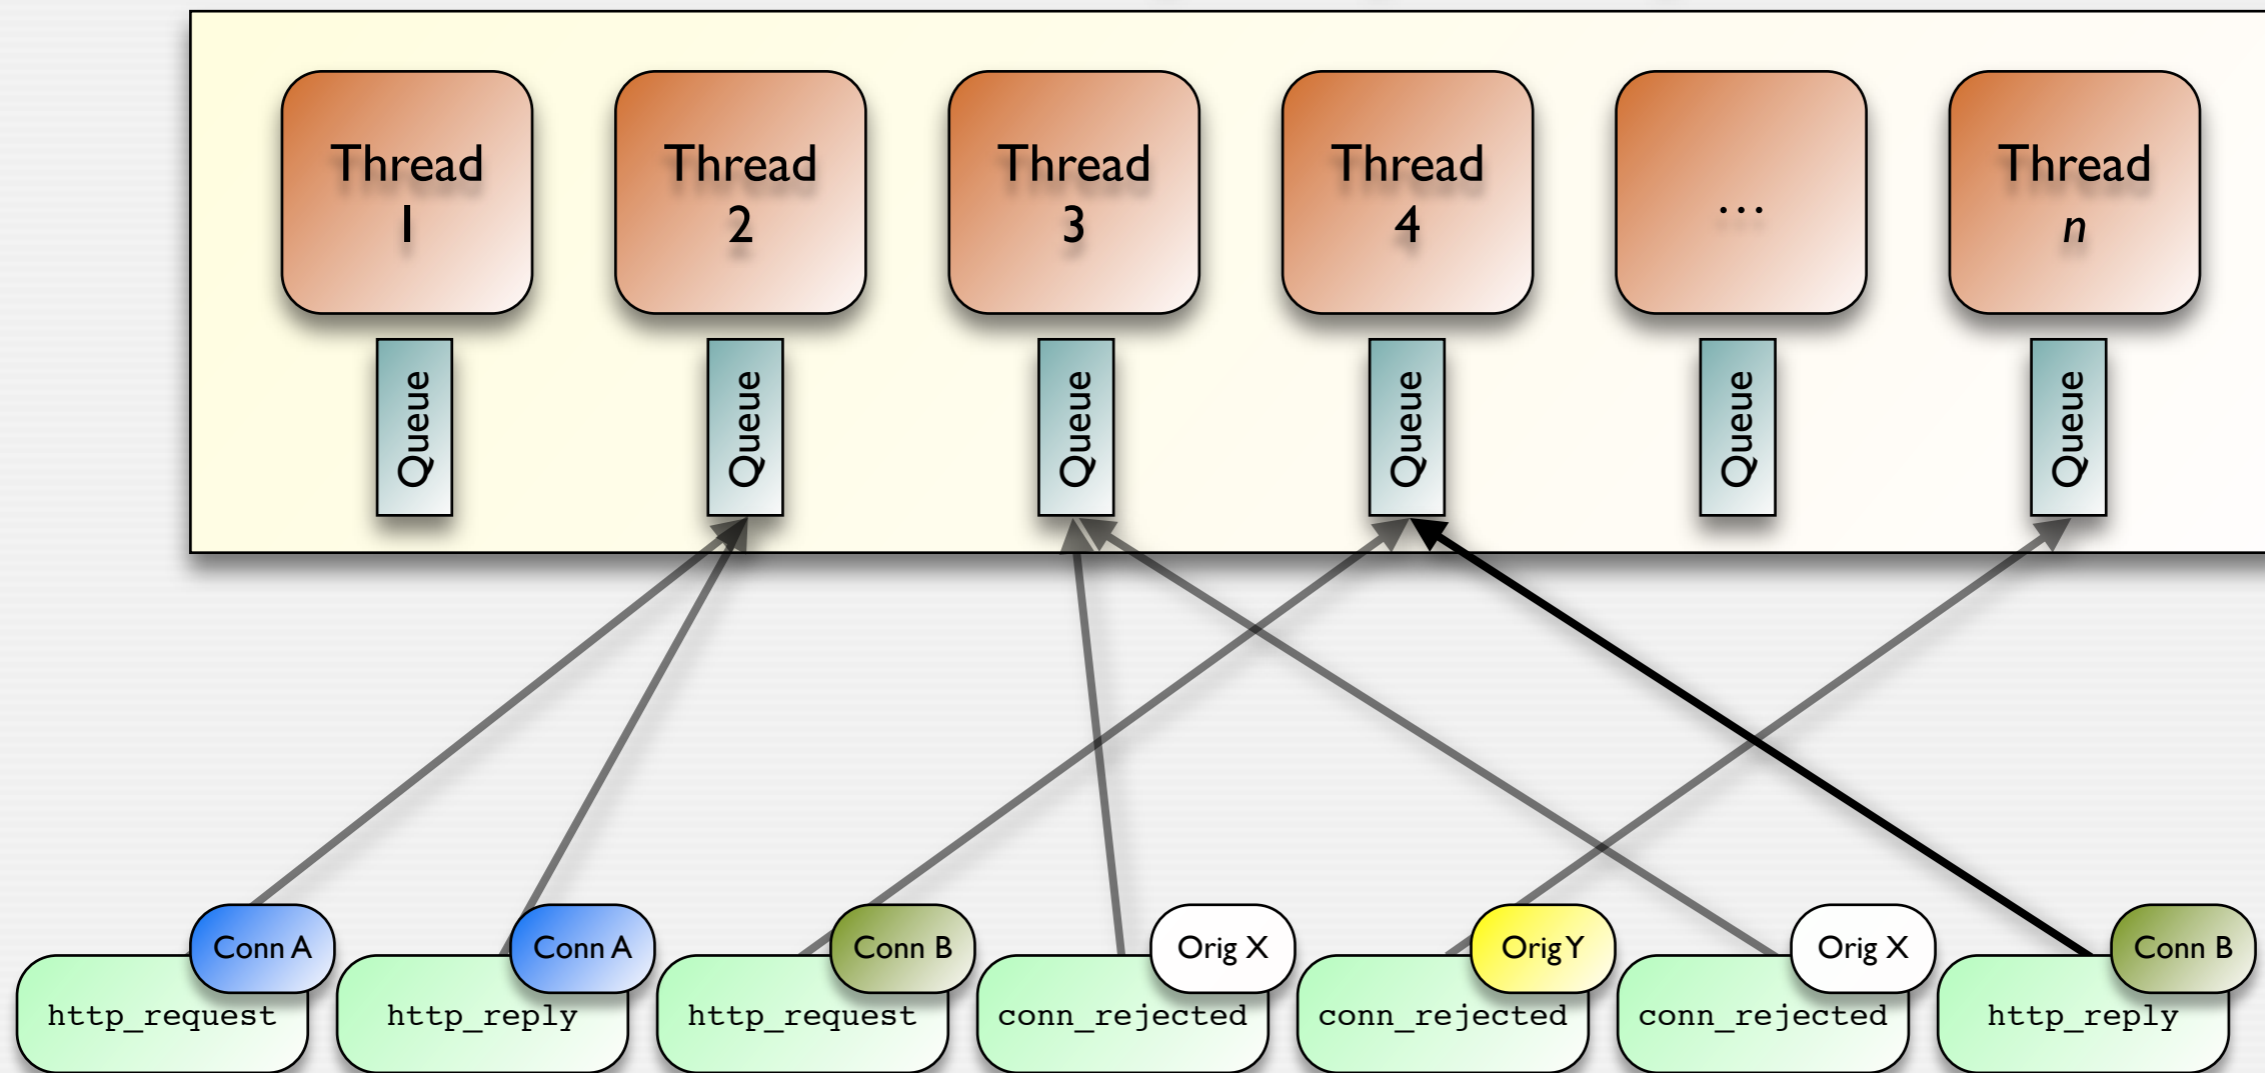 Thread
1
Thread
2
Thread
3
Thread
4
...
Thread
n
Queue
Queue
Queue
Queue
Queue
Queue
Conn A
http_request
Conn A
http_reply
Conn B
http_request
Orig X
conn_rejected
Orig Y
conn_rejected
Orig X
conn_rejected
Conn B
http_reply